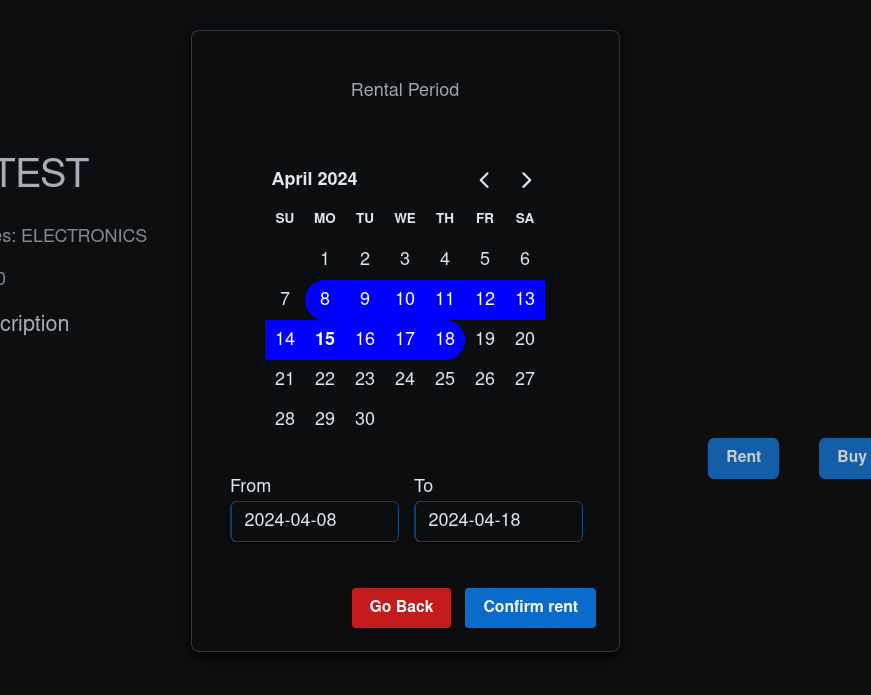 Rental Period
TEST
April 2024
SU MO TU WE TH FR SA
es: ELECTRONICS
1 2 3 4 5 6
0
7 8 9 10 11 12 13
cription
14 15 16 17 18 19 20
21 22 23 24 25 26 27
28 29 30
Rent Buy
From To
2024-04-08 2024-04-18
Go Back Confirm rent